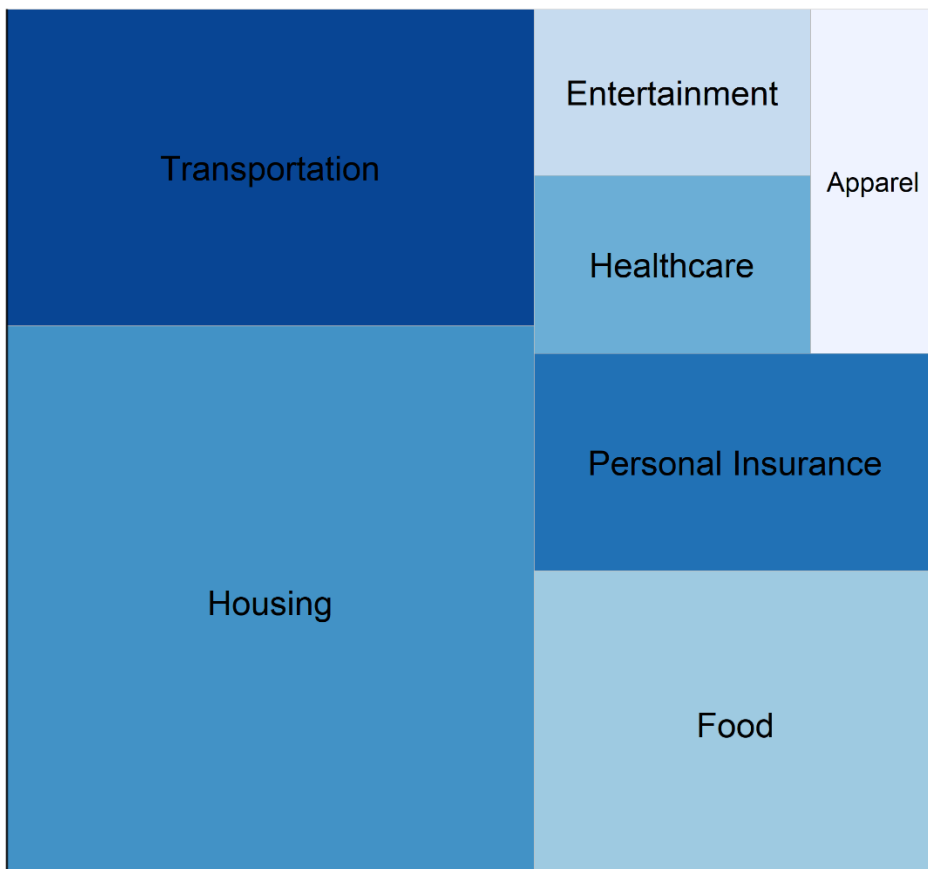 Transportation
Entertainment
Apparel
Healthcare
Personal Insurance
Housing
Food